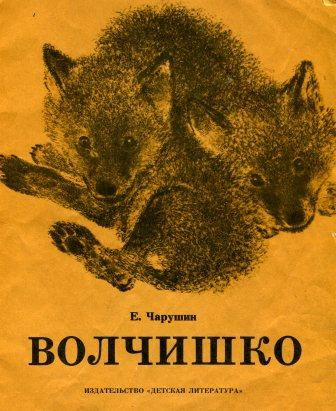 Е. Чарушин
ВОЛЧИШКО
ИЗДАТЕЛЬСТВО «ДЕТСКАЯ ЛИТЕРАТУРА»